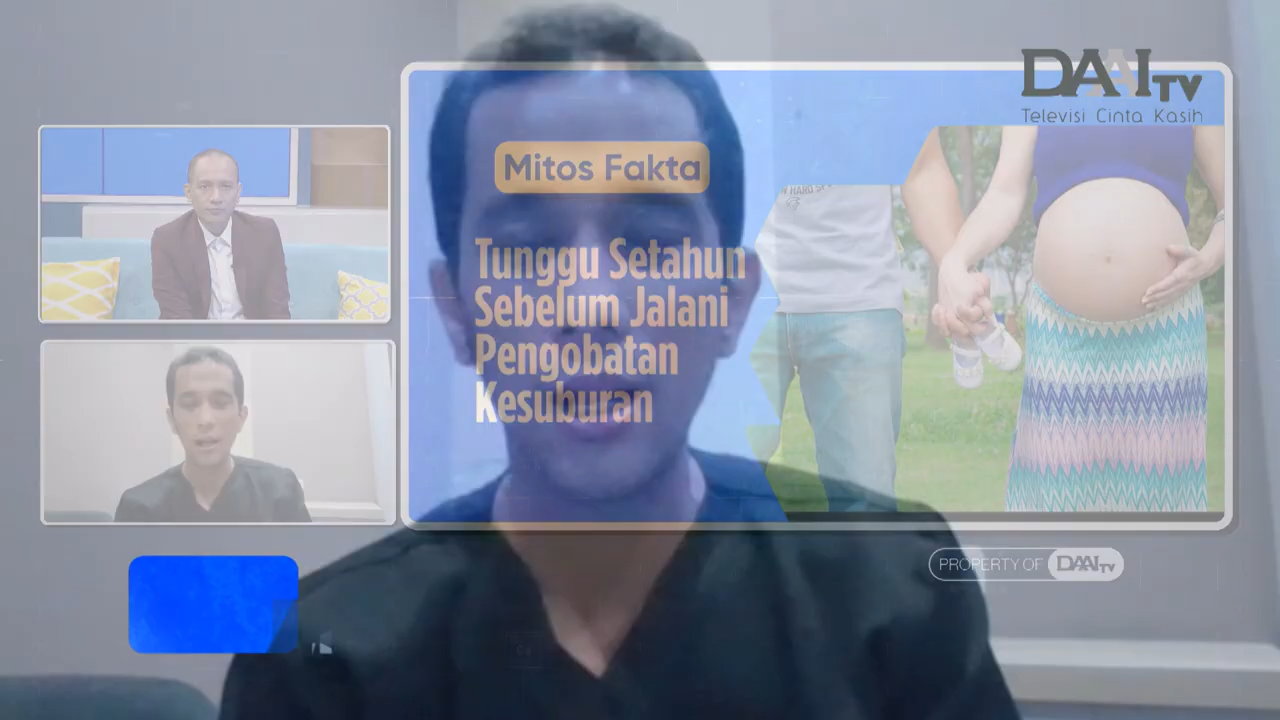 DAAI TV
Televisi Cinta Kasih
Mitos Fakta
Tunggu Setahun
Sebelum Jalani
Pengobatan
Kesuburan
PROPERTY OF DAAI TV